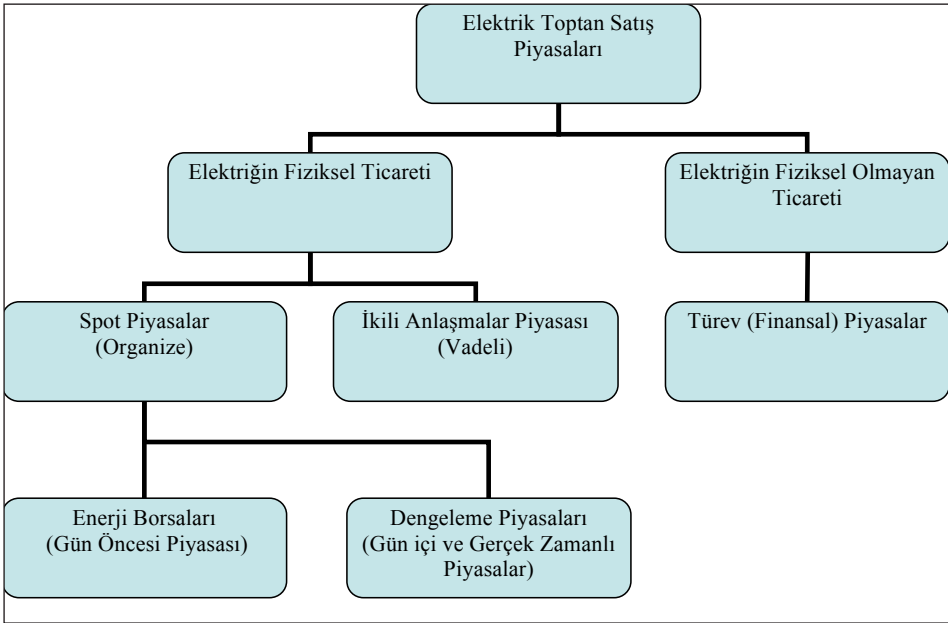 Elektrik Toptan Satış
Piyasaları
Elektriğin Fiziksel Ticareti
Elektriğin Fiziksel Olmayan
Ticareti
Spot Piyasalar
(Organize)
İkili Anlaşmalar Piyasası
(Vadeli)
Türev (Finansal) Piyasalar
Enerji Borsaları
(Gün Öncesi Piyasası)
Dengeleme Piyasaları
(Gün içi ve Gerçek Zamanlı
Piyasalar)